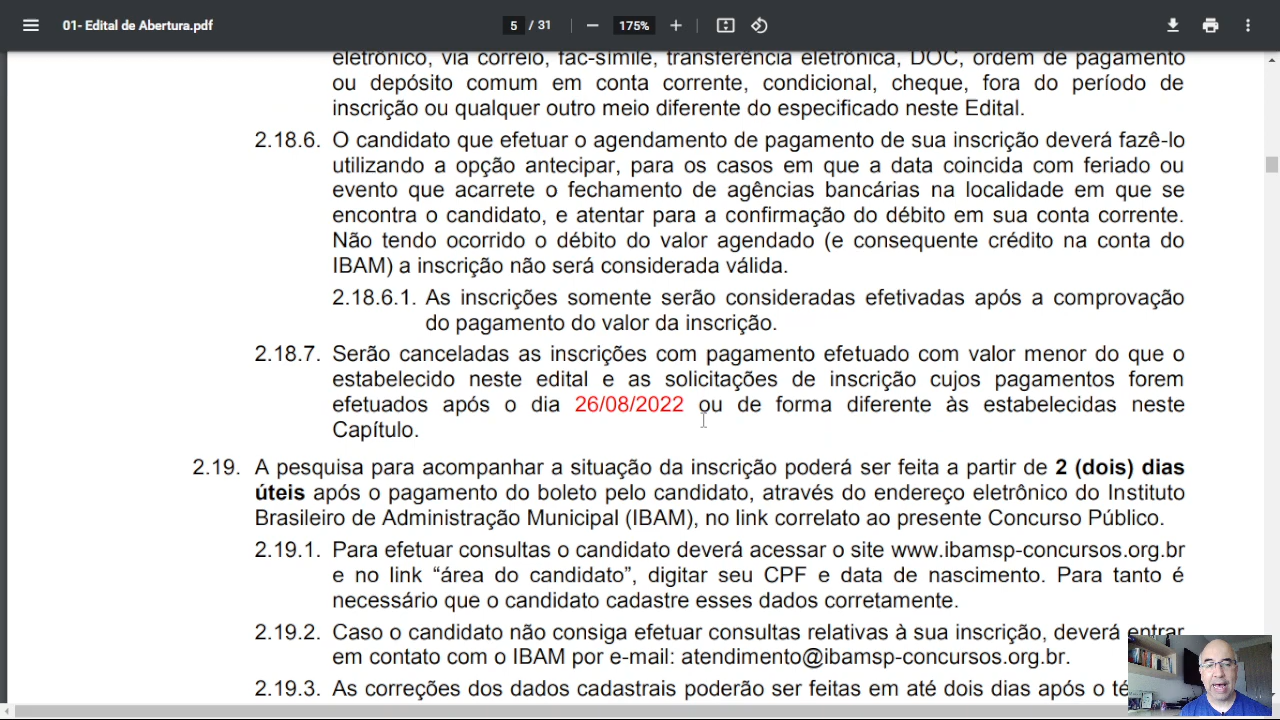 01- Edital de Abertura.pdf
5 / 31
175%
eletrônico, via correio, fac-símile, transferência eletrônica, DOC, ordem de pagamento
ou depósito comum em conta corrente, condicional, cheque, fora do período de
inscrição ou qualquer outro meio diferente do especificado neste Edital.
2.18.6. O candidato que efetuar o agendamento de pagamento de sua inscrição deverá fazê-lo
utilizando a opção antecipar, para os casos em que a data coincida com feriado ou
evento que acarrete o fechamento de agências bancárias na localidade em que se
encontra o candidato, e atentar para a confirmação do débito em sua conta corrente.
Não tendo ocorrido o débito do valor agendado (e consequente crédito na conta do
IBAM) a inscrição não será considerada válida.
2.18.6.1. As inscrições somente serão consideradas efetivadas após a comprovação
do pagamento do valor da inscrição.
2.18.7. Serão canceladas as inscrições com pagamento efetuado com valor menor do que o
estabelecido neste edital e as solicitações de inscrição cujos pagamentos forem
efetuados após o dia 26/08/2022 ou de forma diferente às estabelecidas neste
Capítulo.
2.19. A pesquisa para acompanhar a situação da inscrição poderá ser feita a partir de 2 (dois) dias
úteis após o pagamento do boleto pelo candidato, através do endereço eletrônico do Instituto
Brasileiro de Administração Municipal (IBAM), no link correlato ao presente Concurso Público.
2.19.1. Para efetuar consultas o candidato deverá acessar o site www.ibamsp-concursos.org.br
e no link “área do candidato”, digitar seu CPF e data de nascimento. Para tanto é
necessário que o candidato cadastre esses dados corretamente.
2.19.2. Caso o candidato não consiga efetuar consultas relativas à sua inscrição, deverá entrar
em contato com o IBAM por e-mail: atendimento@ibamsp-concursos.org.br.
2.19.3. As correções dos dados cadastrais poderão ser feitas em até dois dias após o